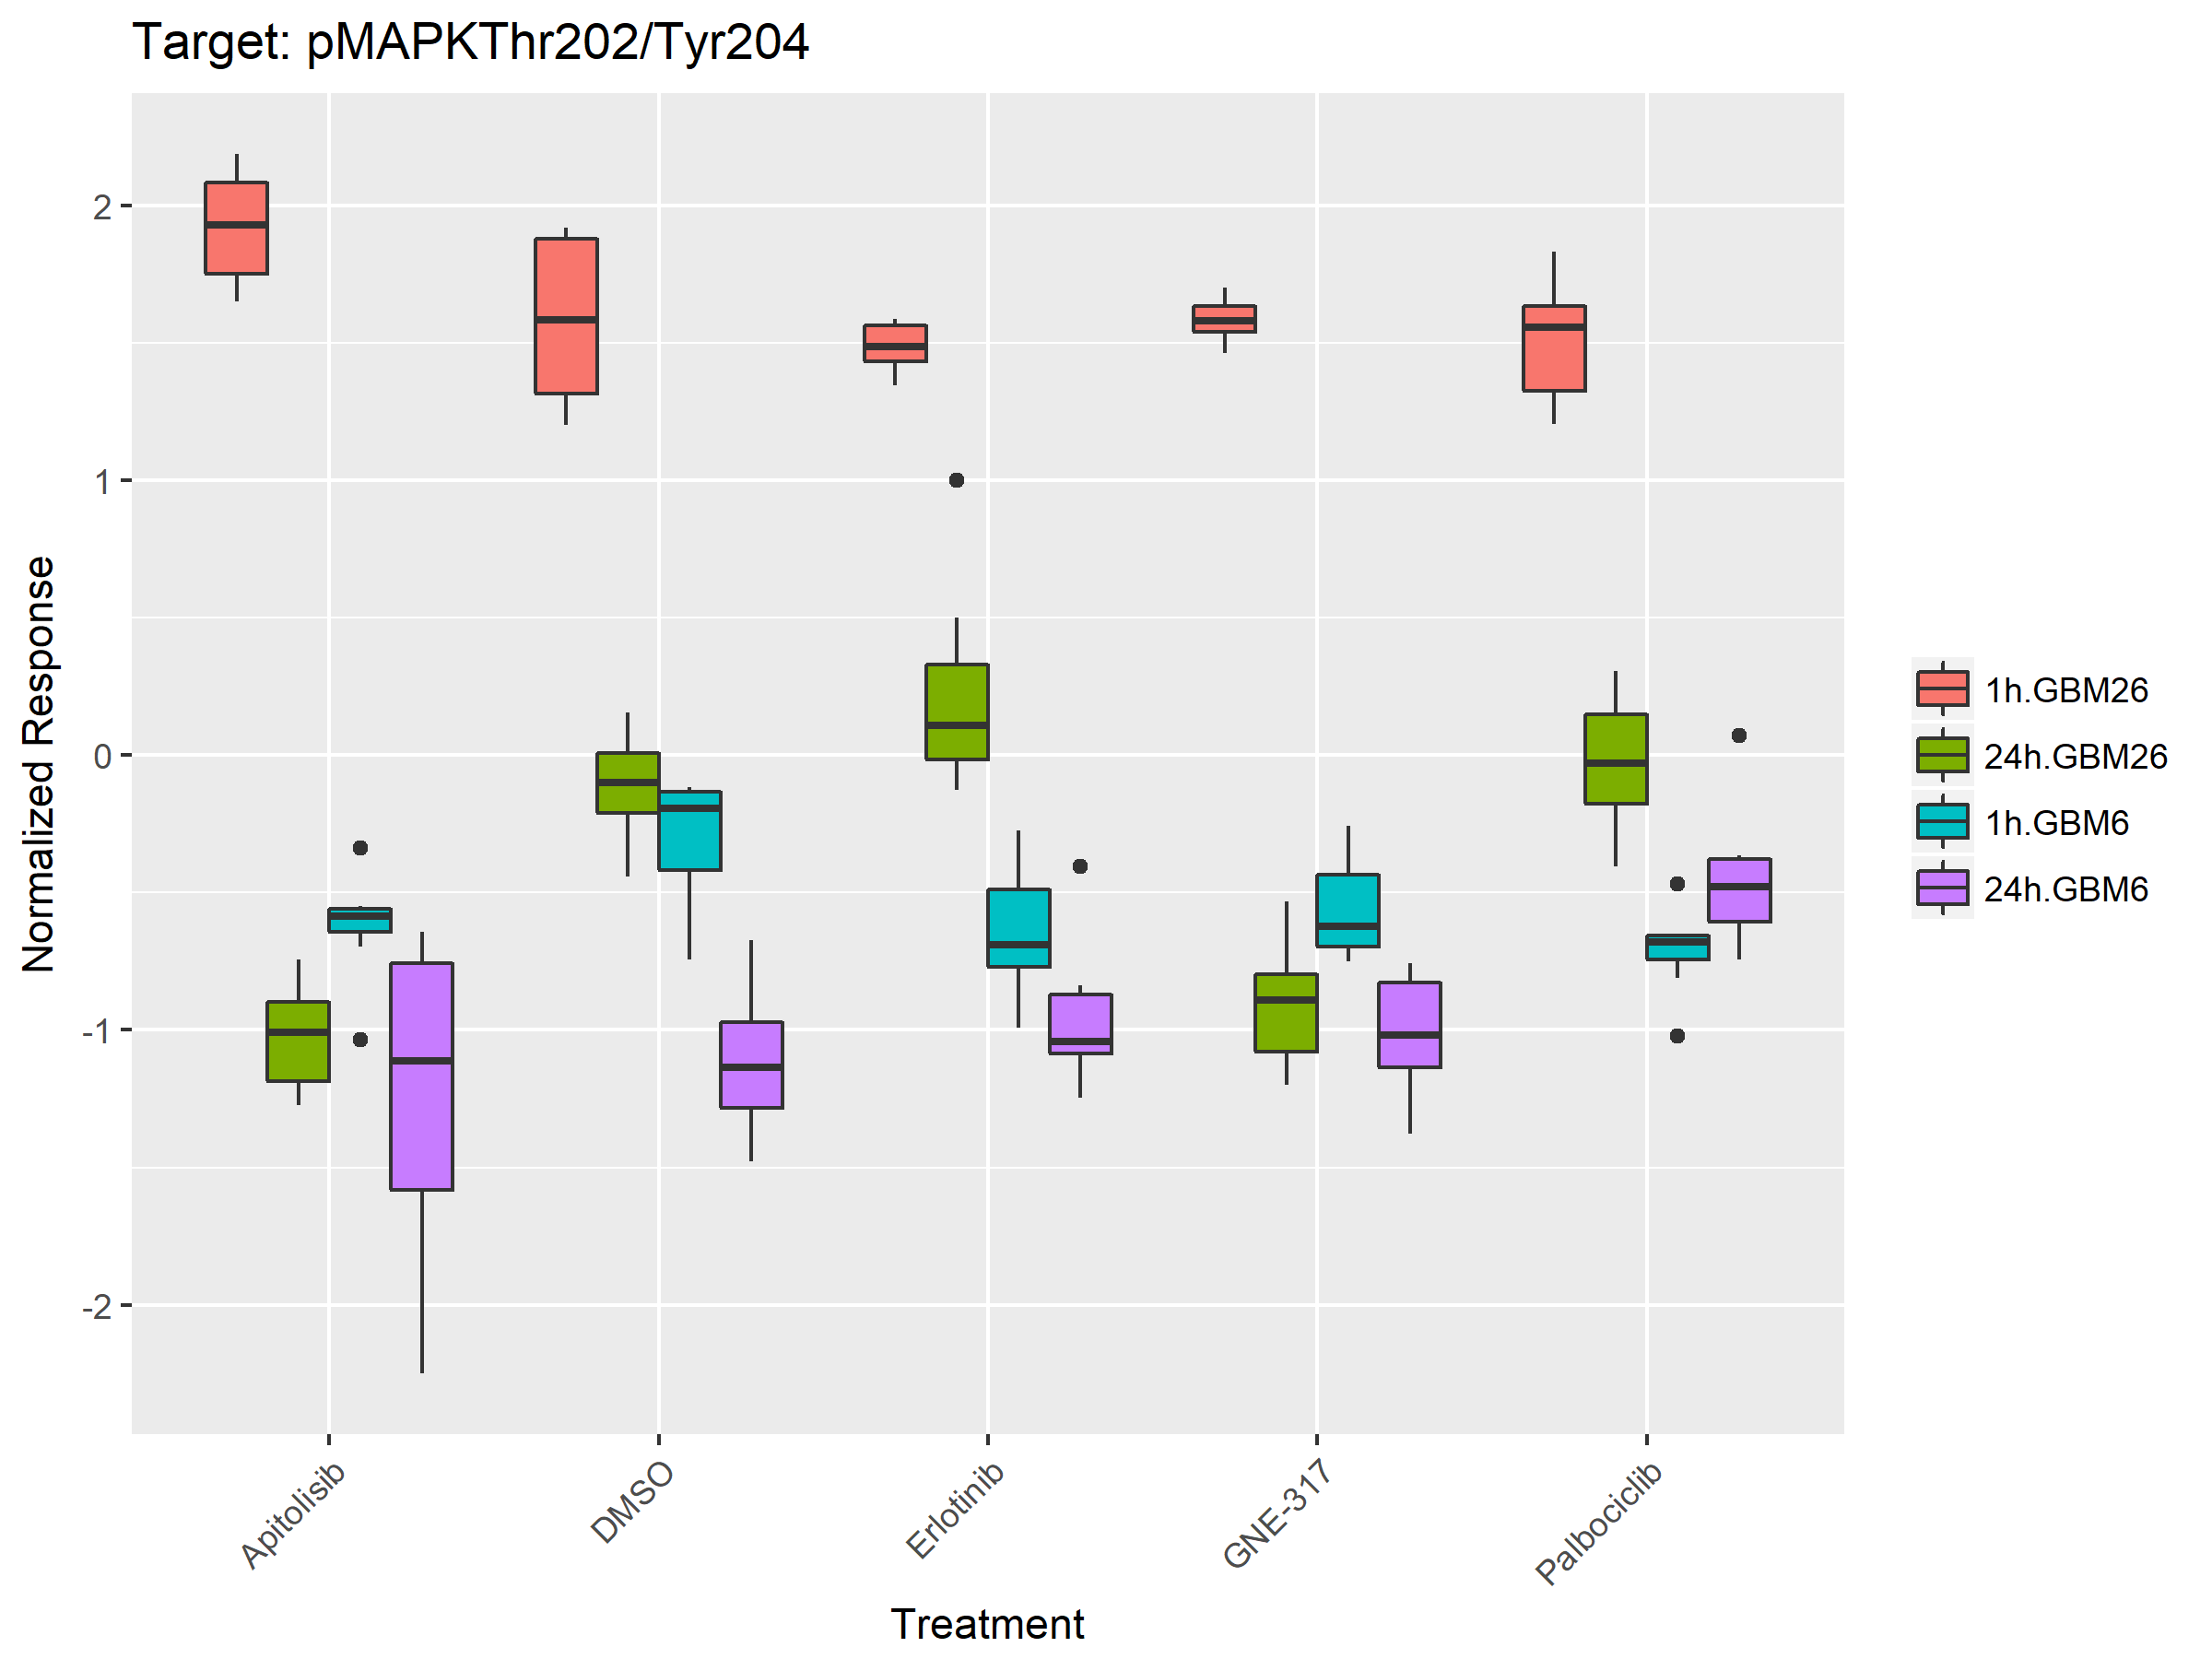 Target: pMAPKThr202/Tyr204
Normalized Response
2
1
0
-1
-2
Apitolisib
DMSO
Erlotinib
GNE-317
Palbociclib
Treatment
1h.GBM26
24h.GBM26
1h.GBM6
24h.GBM6